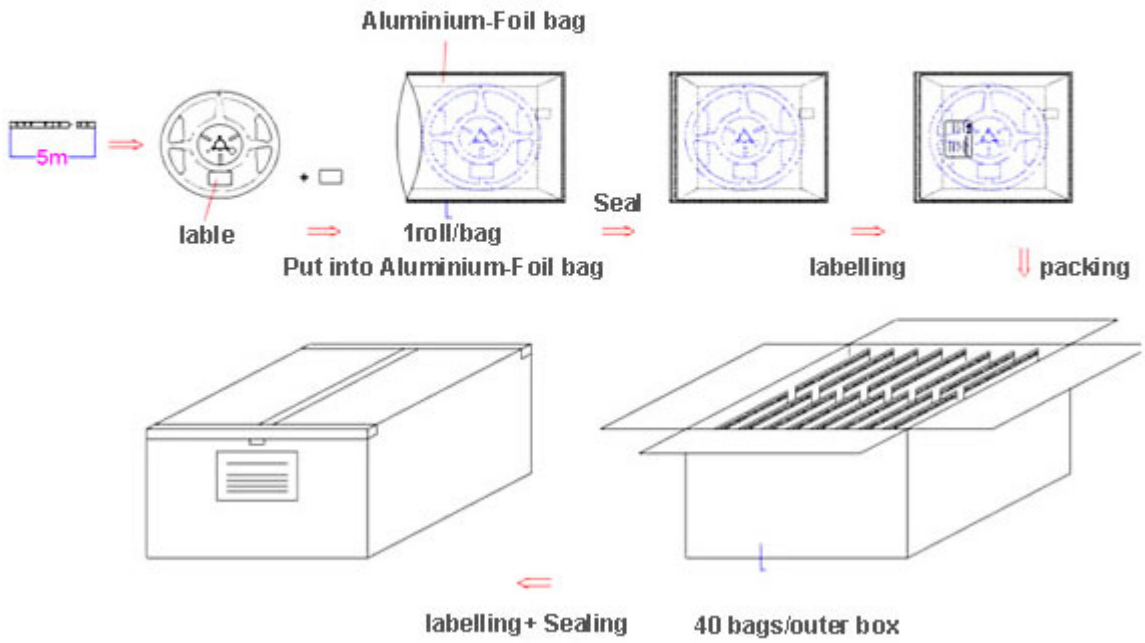 Aluminium-Foil bag
5m
lable
1roll/bag
Put into Aluminium-Foil bag
Seal
labelling
packing
labelling+ Sealing
40 bags/outer box